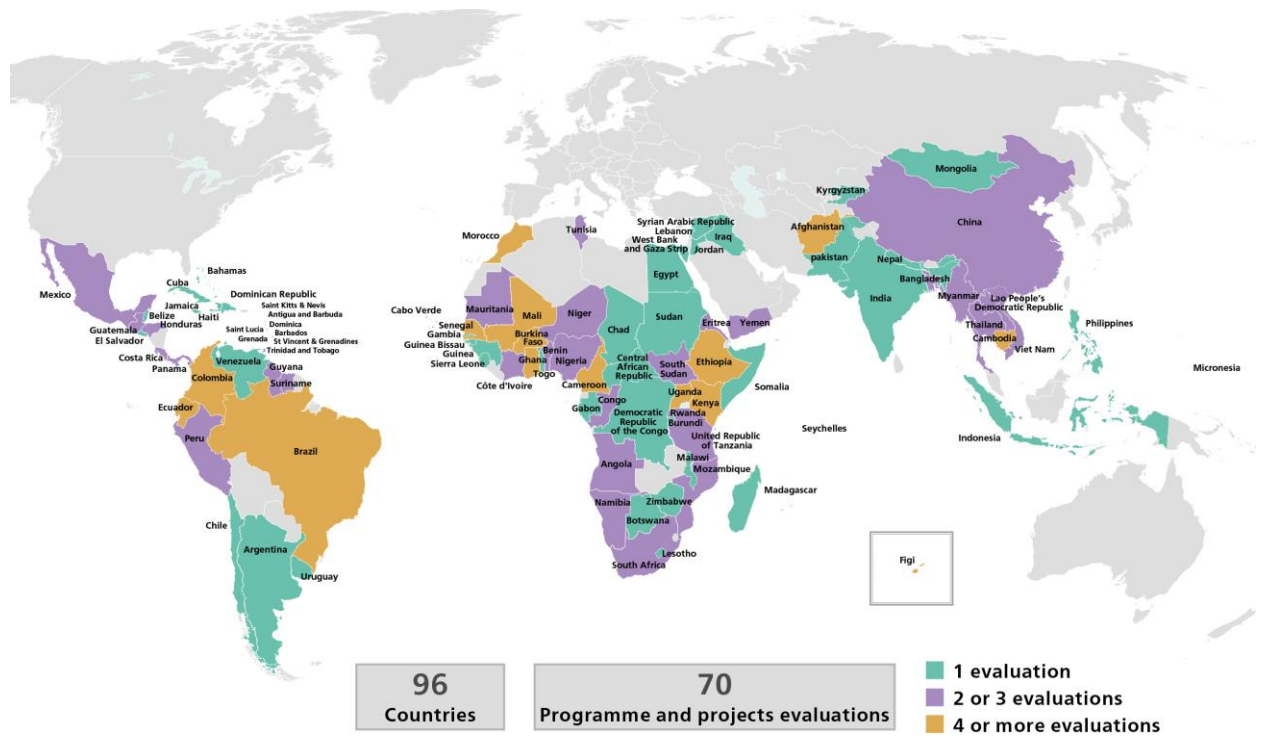 Mongolia
Kyrgyzstan
China
Syrian Arabic Republic
Lebanon
Iraq
West Bank
and Gaza Strip
Jordan
Afghanistan
pakistan
Nepal
Bangladesh
India
Myanmar
Lao People's
Democratic Republic
Thailand
Cambodia
Viet Nam
Philippines
Micronesia
Indonesia
Morocco
Tunisia
Egypt
Cabo Verde
Mauritania
Mali
Niger
Chad
Sudan
Eritrea
Yemen
Senegal
Gambia
Guinea Bissau
Guinea
Sierra Leone
Burkina
Faso
Ghana
Benin
Nigeria
Togo
Côte d'Ivoire
Cameroon
Central
African
Republic
South
Sudan
Ethiopia
Somalia
Gabon
Congo
Democratic
Republic
of the Congo
Uganda
Kenya
Rwanda
Burundi
United Republic
of Tanzania
Seychelles
Angola
Malawi
Mozambique
Madagascar
Namibia
Zimbabwe
Botswana
Lesotho
South Africa
Mexico
Cuba
Bahamas
Dominican Republic
Jamaica
Belize
Haiti
Honduras
Guatemala
El Salvador
Saint Kitts & Nevis
Antigua and Barbuda
Dominica
Saint Lucia
Barbados
Grenada
St Vincent & Grenadines
Trinidad and Tobago
Costa Rica
Panama
Venezuela
Guyana
Colombia
Suriname
Ecuador
Peru
Brazil
Chile
Argentina
Uruguay
Figi
96
Countries
70
Programme and projects evaluations
1 evaluation
2 or 3 evaluations
4 or more evaluations